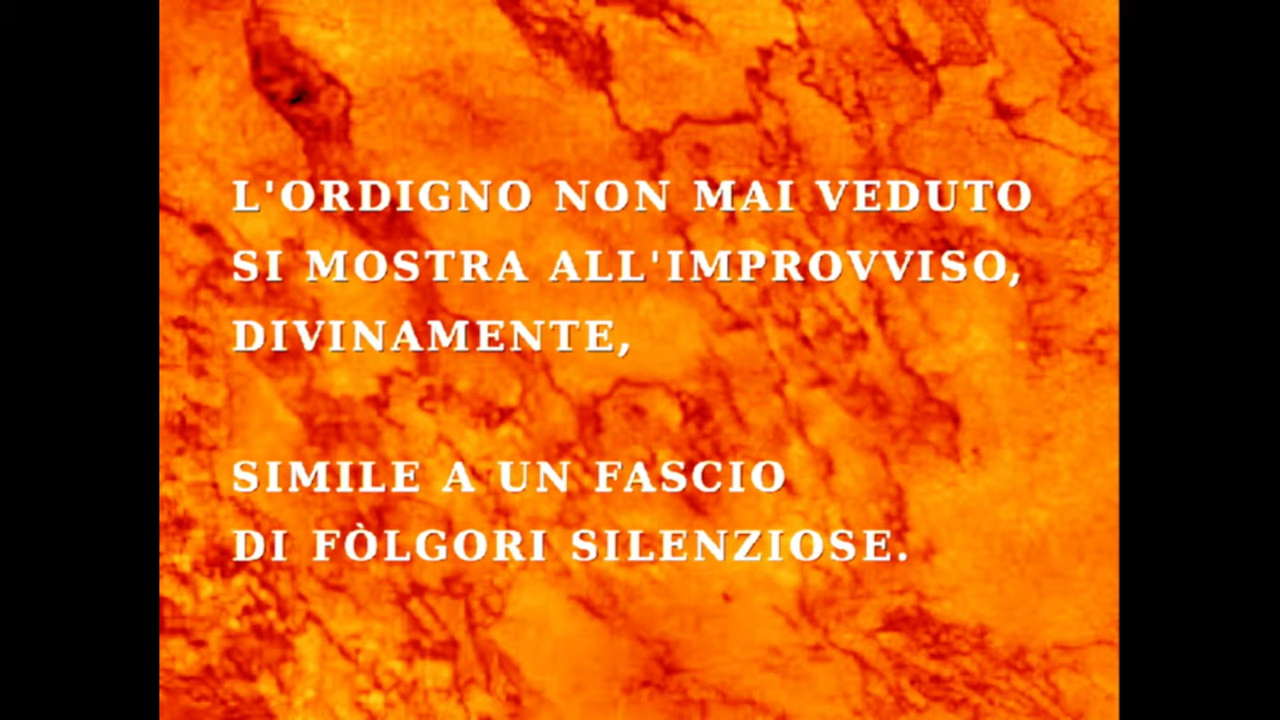 L'ORDIGNO NON MAI VEDUTO
SI MOSTRA ALL'IMPROVVISO,
DIVINAMENTE,
SIMILE A UN FASCIO
DI FÒLGORI SILENZIOSE.